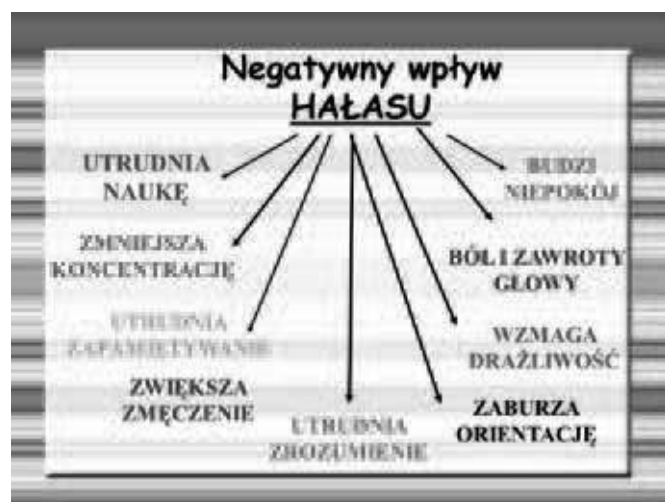 Negatywny wpływ
HAŁASU
UTRUDNIA
NAUKĘ
ZMNIEJSZA
KONCENTRACJĘ
UTRUDNIA
ZAPAMIĘTYWANIE
ZWIĘKSZA
ZMĘCZENIE
UTRUDNIA
ZROZUMIENIE
BUDZI
NIEPOKÓJ
BÓL I ZAWROTY
GŁOWY
WZMAGA
DRAŹLIWOŚĆ
ZABURZA
ORIENTACJĘ